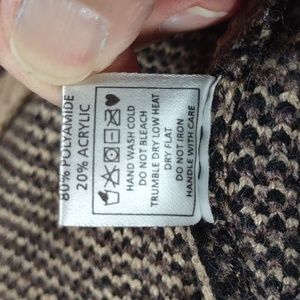 80% POLYAMIDE
20% ACRYLIC
HAND WASH COLD
DO NOT BLEACH
TRUMBLE DRY LOW HEAT
DRY FLAT
DO NOT IRON
HANDLE WITH CARE